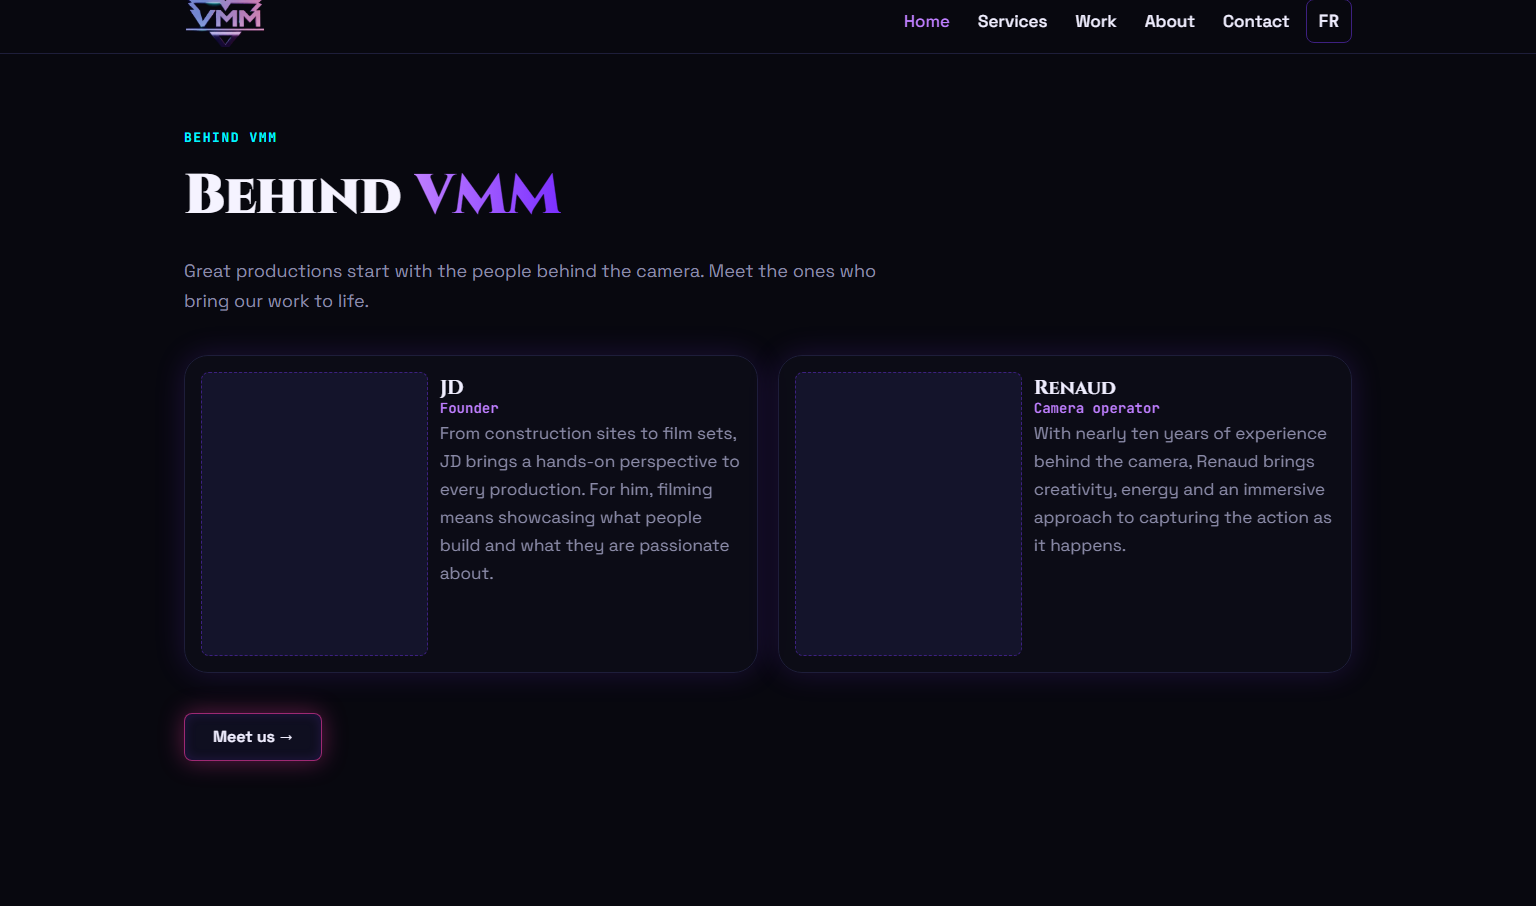 VMM
Home Services Work About Contact FR
BEHIND VMM
Behind VMM
Great productions start with the people behind the camera. Meet the ones who
bring our work to life.
JD
Founder
From construction sites to film sets,
JD brings a hands-on perspective to
every production. For him, filming
means showcasing what people
build and what they are passionate
about.
Renaud
Camera operator
With nearly ten years of experience
behind the camera, Renaud brings
creativity, energy and an immersive
approach to capturing the action as
it happens.
Meet us →